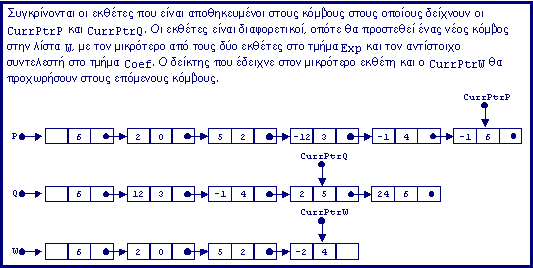 Συγκρίνονται οι εκθέτες που είναι αποθηκευμένοι στους κόμβους στους οποίους δείχνουν οι
CurrPtrP και CurrPtrQ. Οι εκθέτες είναι διαφορετικοί, οπότε θα προστεθεί ένας νέος κόμβος
στην λίστα W, με τον μικρότερο από τους δύο εκθέτες στο τμήμα Exp και τον αντίστοιχο
συντελεστή στο τμήμα Coef. Ο δείκτης που έδειχνε στον μικρότερο εκθέτη και ο CurrPtrW θα
προχωρήσουν στους επόμενους κόμβους.
CurrPtrP
P 6 2 0 5 2 -12 3 -1 4 -1 6
CurrPtrQ
Q 6 12 3 -1 4 2 5 24 6
CurrPtrW
W 6 2 0 5 2 -2 4